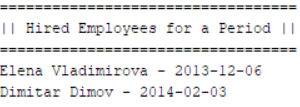 ==================================
|| Hired Employees for a Period ||
==================================
Elena Vladimirova - 2013-12-06
Dimitar Dimov - 2014-02-03